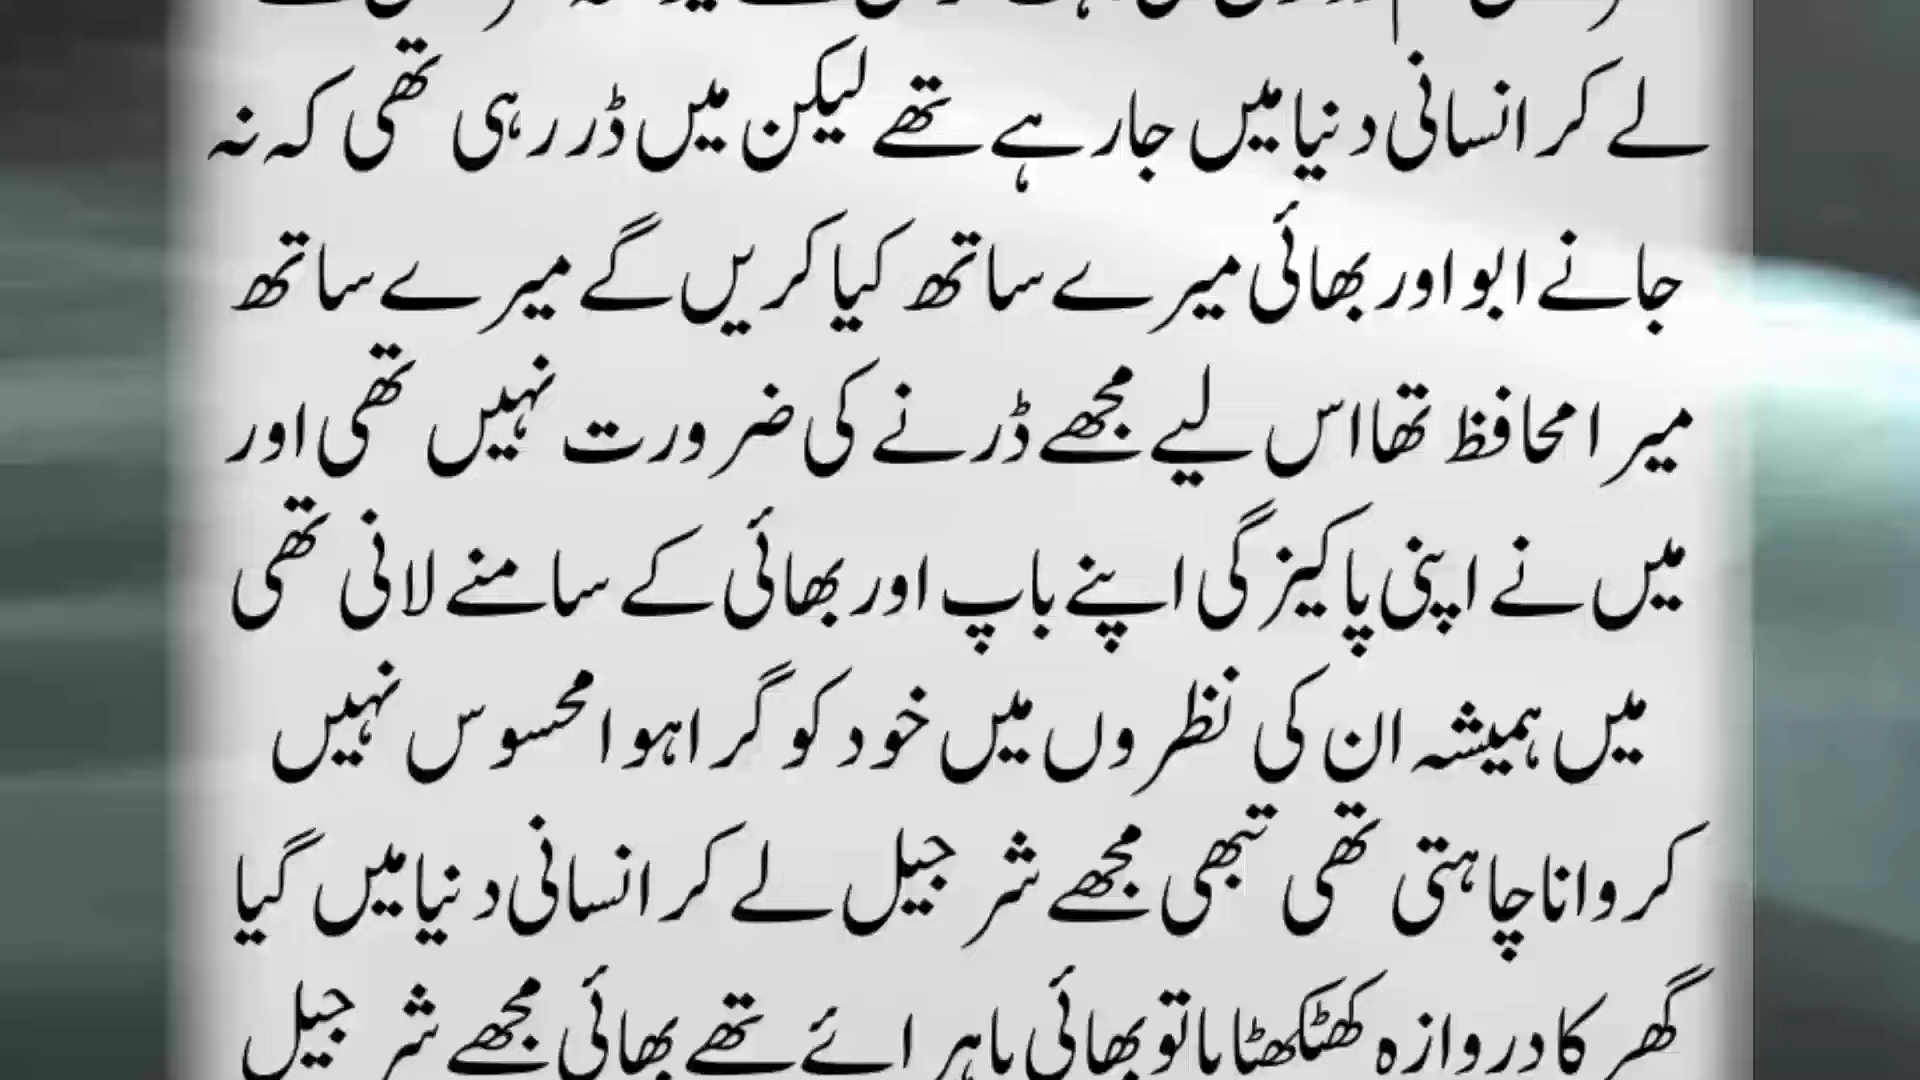 لے کر انسانی دنیا میں جا رہے تھے لیکن میں ڈر رہی تھی کہ نہ
جانے ابو اور بھائی میرے ساتھ کیا کریں گے میرے ساتھ
میرا محافظ تھا اس لیے مجھے ڈرنے کی ضرورت نہیں تھی اور
میں نے اپنی پاکیزگی اپنے باپ اور بھائی کے سامنے لانی تھی
میں ہمیشہ ان کی نظروں میں خود کو گرا ہوا محسوس نہیں
کروانا چاہتی تھی تبھی مجھے شرجیل لے کر انسانی دنیا میں گیا
گھر کا دروازہ کھٹکھٹایا تو بھائی باہر ائے تھے بھائی مجھے شرجیل